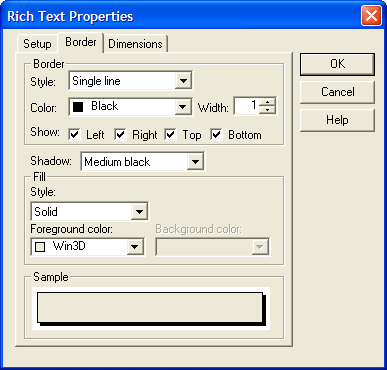 Rich Text Properties
Setup Border Dimensions
Border
Style: Single line
Color: Black Width: 1
Show: Left Right Top Bottom
Shadow: Medium black
Fill
Style:
Solid
Foreground color: Background color:
Win3D
Sample
OK
Cancel
Help